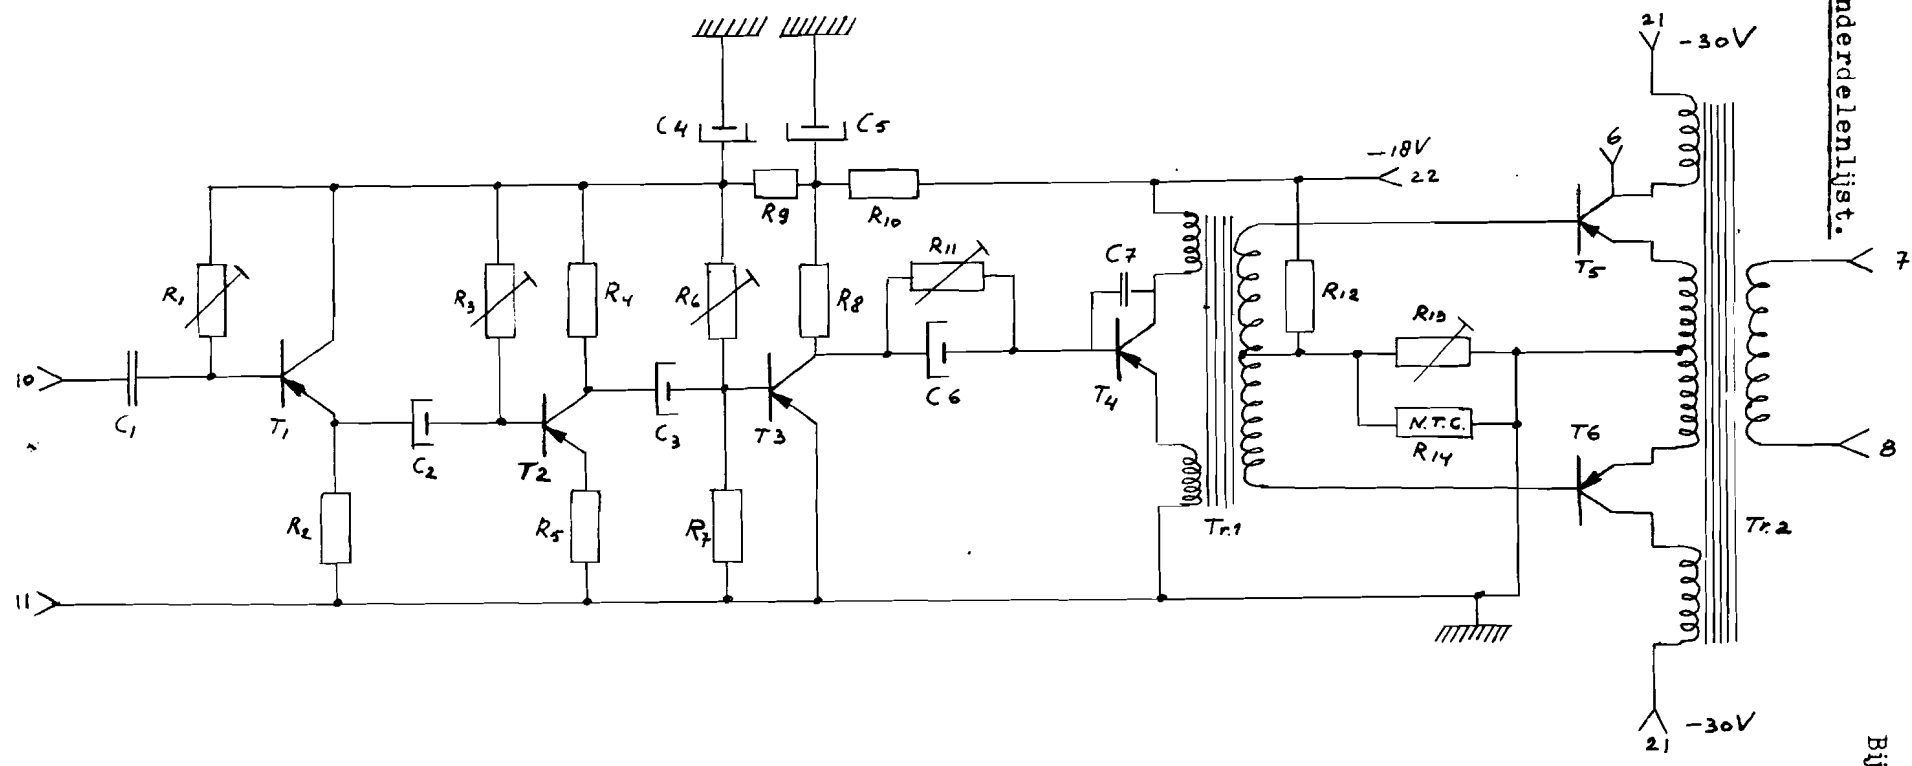 21
-30V
C4
C5
6
-18V
22
R9
R10
R11
C7
T5
7
R1
R3
R4
R6
R8
R12
R13
10
C1
T1
C2
T2
C3
T3
C6
T4
N.T.C.
R14
T6
8
R2
R5
R7
Tr.1
Tr.2
11
-30V
21
nderdelenlijst.
Bij